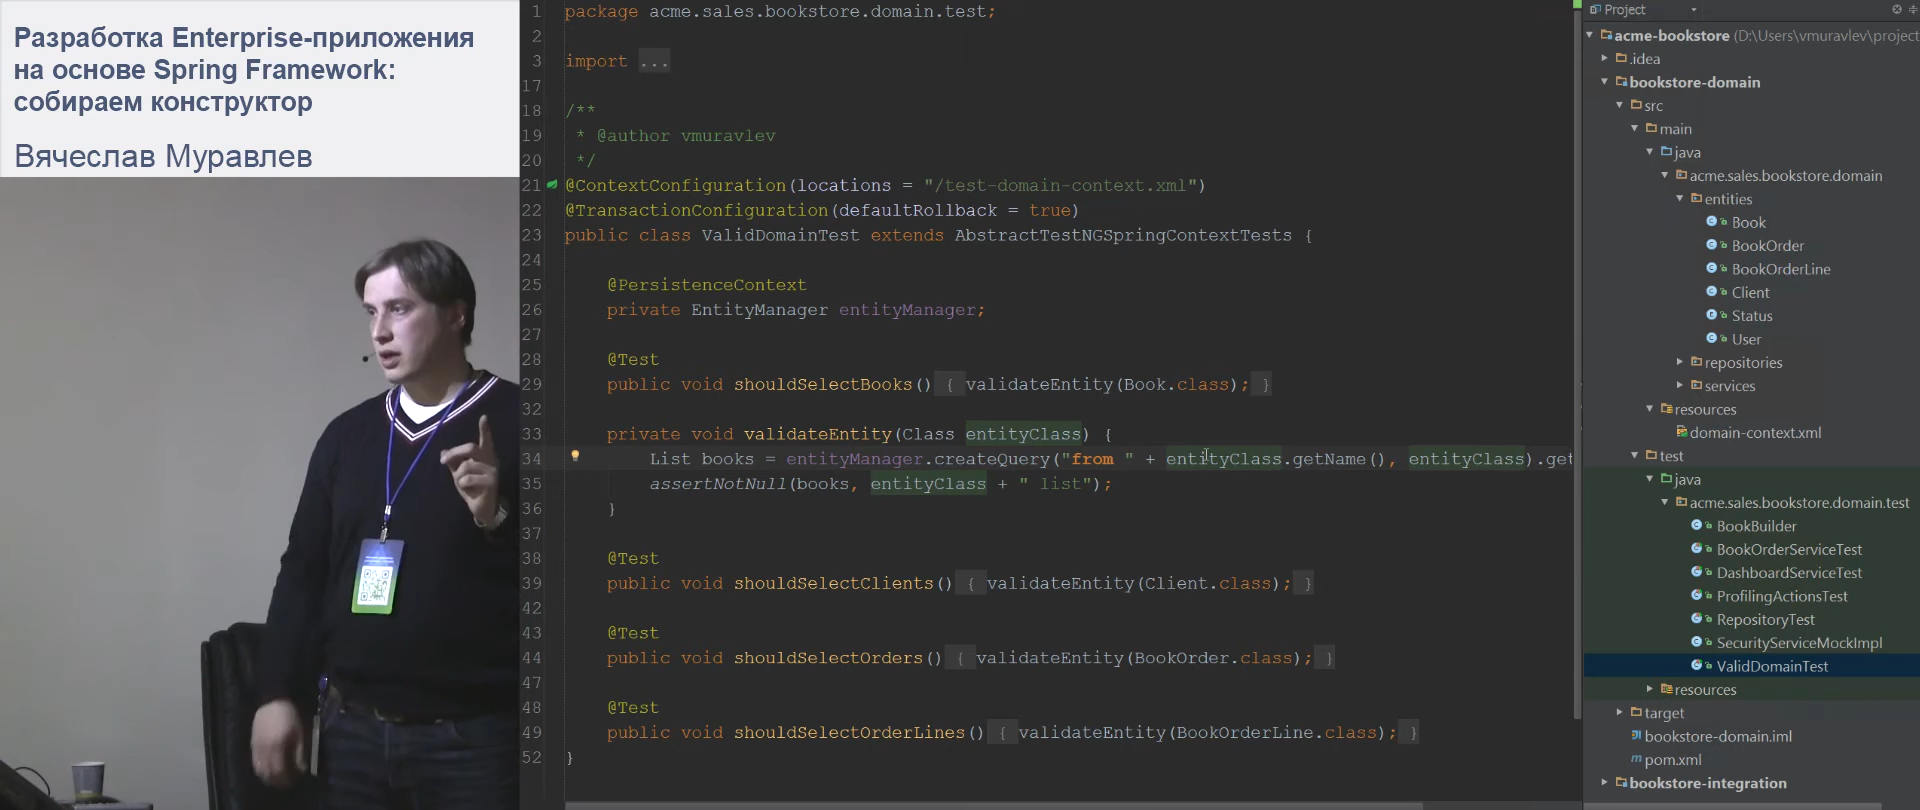 Разработка Enterprise-приложения
на основе Spring Framework:
собираем конструктор
Вячеслав Муравлев
1 package acme.sales.bookstore.domain.test;
2
3 import ...
17
18 /**
19 * @author vmuravlev
20 */
21 @ContextConfiguration(locations = "/test-domain-context.xml")
22 @TransactionConfiguration(defaultRollback = true)
23 public class ValidDomainTest extends AbstractTestNGSpringContextTests {
24
25 @PersistenceContext
26 private EntityManager entityManager;
27
28 @Test
29 public void shouldSelectBooks() { validateEntity(Book.class); }
32
33 private void validateEntity(Class entityClass) {
34 List books = entityManager.createQuery("from " + entityClass.getName(), entityClass).get
35 assertNotNull(books, entityClass + " list");
36 }
37
38 @Test
39 public void shouldSelectClients() { validateEntity(Client.class); }
42
43 @Test
44 public void shouldSelectOrders() { validateEntity(BookOrder.class); }
47
48 @Test
49 public void shouldSelectOrderLines() { validateEntity(BookOrderLine.class); }
52 }
Project
acme-bookstore (D:\Users\vmuravlev\project
.idea
bookstore-domain
src
main
java
acme.sales.bookstore.domain
entities
Book
BookOrder
BookOrderLine
Client
Status
User
repositories
services
resources
domain-context.xml
test
java
acme.sales.bookstore.domain.test
BookBuilder
BookOrderServiceTest
DashboardServiceTest
ProfilingActionsTest
RepositoryTest
SecurityServiceMockImpl
ValidDomainTest
resources
target
bookstore-domain.iml
pom.xml
bookstore-integration